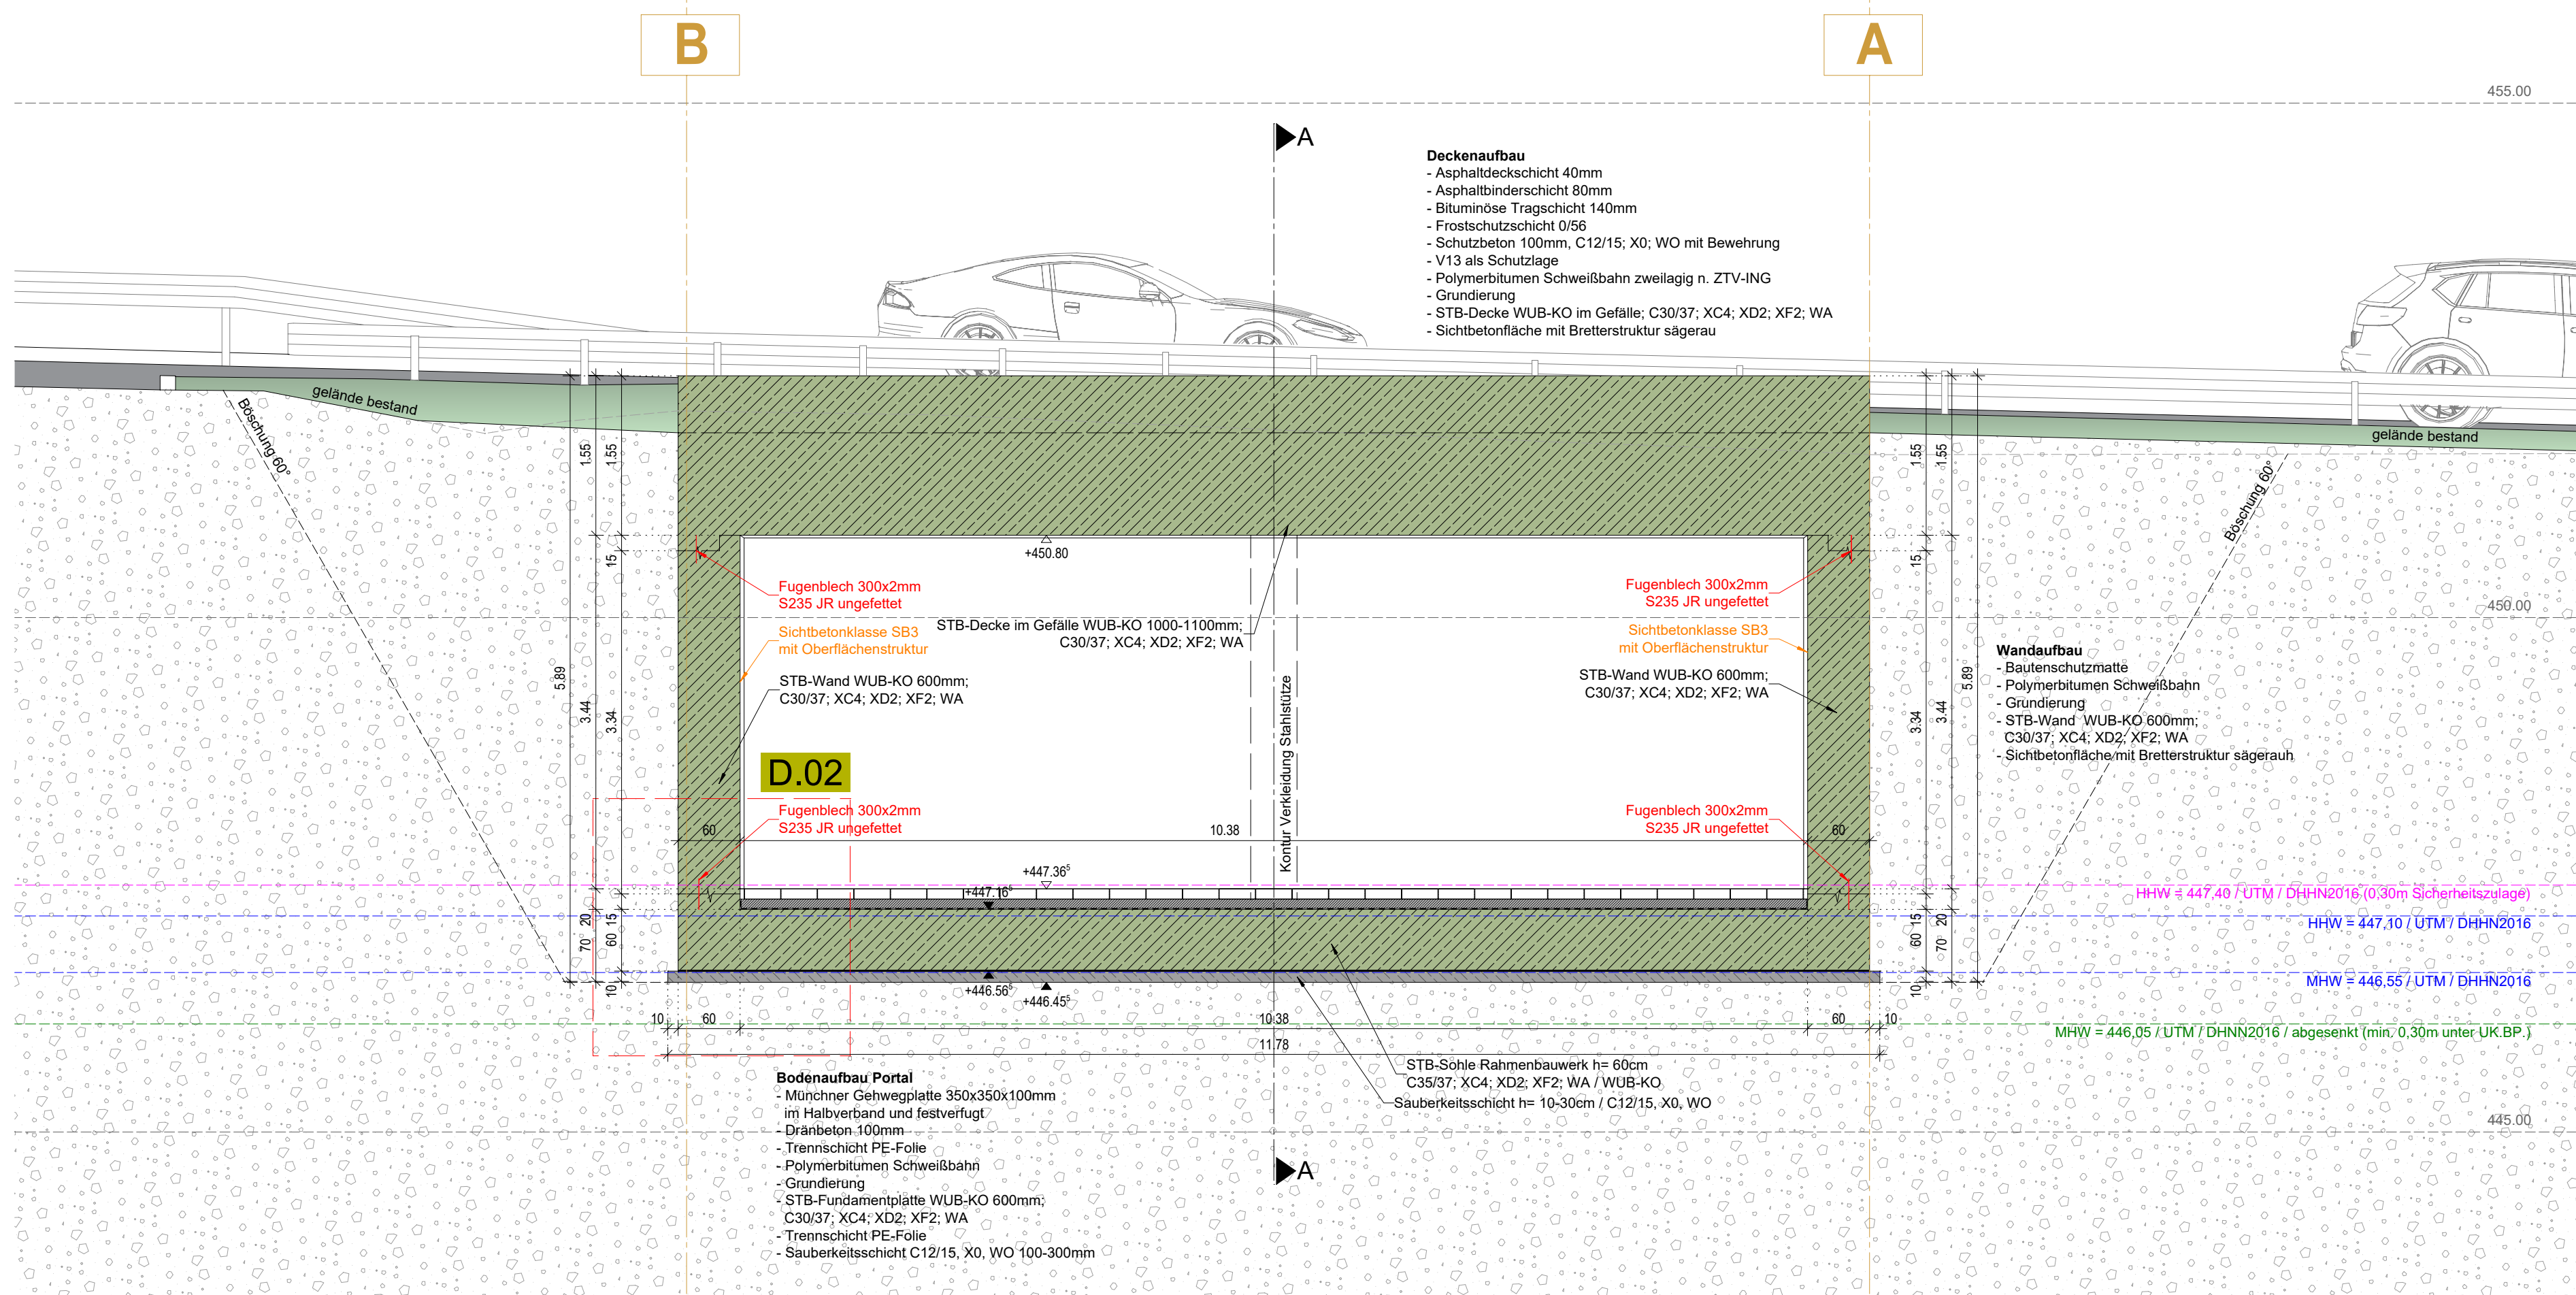 B
A
455.00
A
Deckenaufbau
- Asphaltdeckschicht 40mm
- Asphaltbinderschicht 80mm
- Bituminöse Tragschicht 140mm
- Frostschutzschicht 0/56
- Schutzbeton 100mm, C12/15; X0; WO mit Bewehrung
- V13 als Schutzlage
- Polymerbitumen Schweißbahn zweilagig n. ZTV-ING
- Grundierung
- STB-Decke WUB-KO im Gefälle; C30/37; XC4; XD2; XF2; WA
- Sichtbetonfläche mit Bretterstruktur sägerau
gelände bestand
gelände bestand
Böschung 60°
Böschung 60°
1.55
1.55
1.55
1.55
15
15
+450.80
Fugenblech 300x2mm
S235 JR ungefettet
Fugenblech 300x2mm
S235 JR ungefettet
450.00
STB-Decke im Gefälle WUB-KO 1000-1100mm;
C30/37; XC4; XD2; XF2; WA
Sichtbetonklasse SB3
mit Oberflächenstruktur
Sichtbetonklasse SB3
mit Oberflächenstruktur
STB-Wand WUB-KO 600mm;
C30/37; XC4; XD2; XF2; WA
STB-Wand WUB-KO 600mm;
C30/37; XC4; XD2; XF2; WA
Wandaufbau
- Bautenschutzmatte
- Polymerbitumen Schweißbahn
- Grundierung
- STB-Wand WUB-KO 600mm;
C30/37; XC4; XD2; XF2; WA
- Sichtbetonfläche mit Bretterstruktur sägerauh
5.89
3.44
3.34
3.34
3.44
5.89
Kontur Verkleidung Stahlstütze
D.02
Fugenblech 300x2mm
S235 JR ungefettet
Fugenblech 300x2mm
S235 JR ungefettet
60
10.38
60
+447.36⁵
+447.16⁵
HHW = 447,40 / UTM / DHHN2016 (0,30m Sicherheitszulage)
HHW = 447,10 / UTM / DHHN2016
MHW = 446,55 / UTM / DHHN2016
MHW = 446,05 / UTM / DHNN2016 / abgesenkt (min. 0,30m unter UK.BP.)
20
15
70
60
10
15
20
60
70
10
+446.56⁵
+446.45⁵
10
60
10.38
60
10
11.78
STB-Sohle Rahmenbauwerk h= 60cm
C35/37; XC4; XD2; XF2; WA / WUB-KO
Sauberkeitsschicht h= 10-30cm / C12/15, X0, WO
445.00
A
Bodenaufbau Portal
- Münchner Gehwegplatte 350x350x100mm
im Halbverband und festverfugt
- Dränbeton 100mm
- Trennschicht PE-Folie
- Polymerbitumen Schweißbahn
- Grundierung
- STB-Fundamentplatte WUB-KO 600mm;
C30/37; XC4; XD2; XF2; WA
- Trennschicht PE-Folie
- Sauberkeitsschicht C12/15, X0, WO 100-300mm